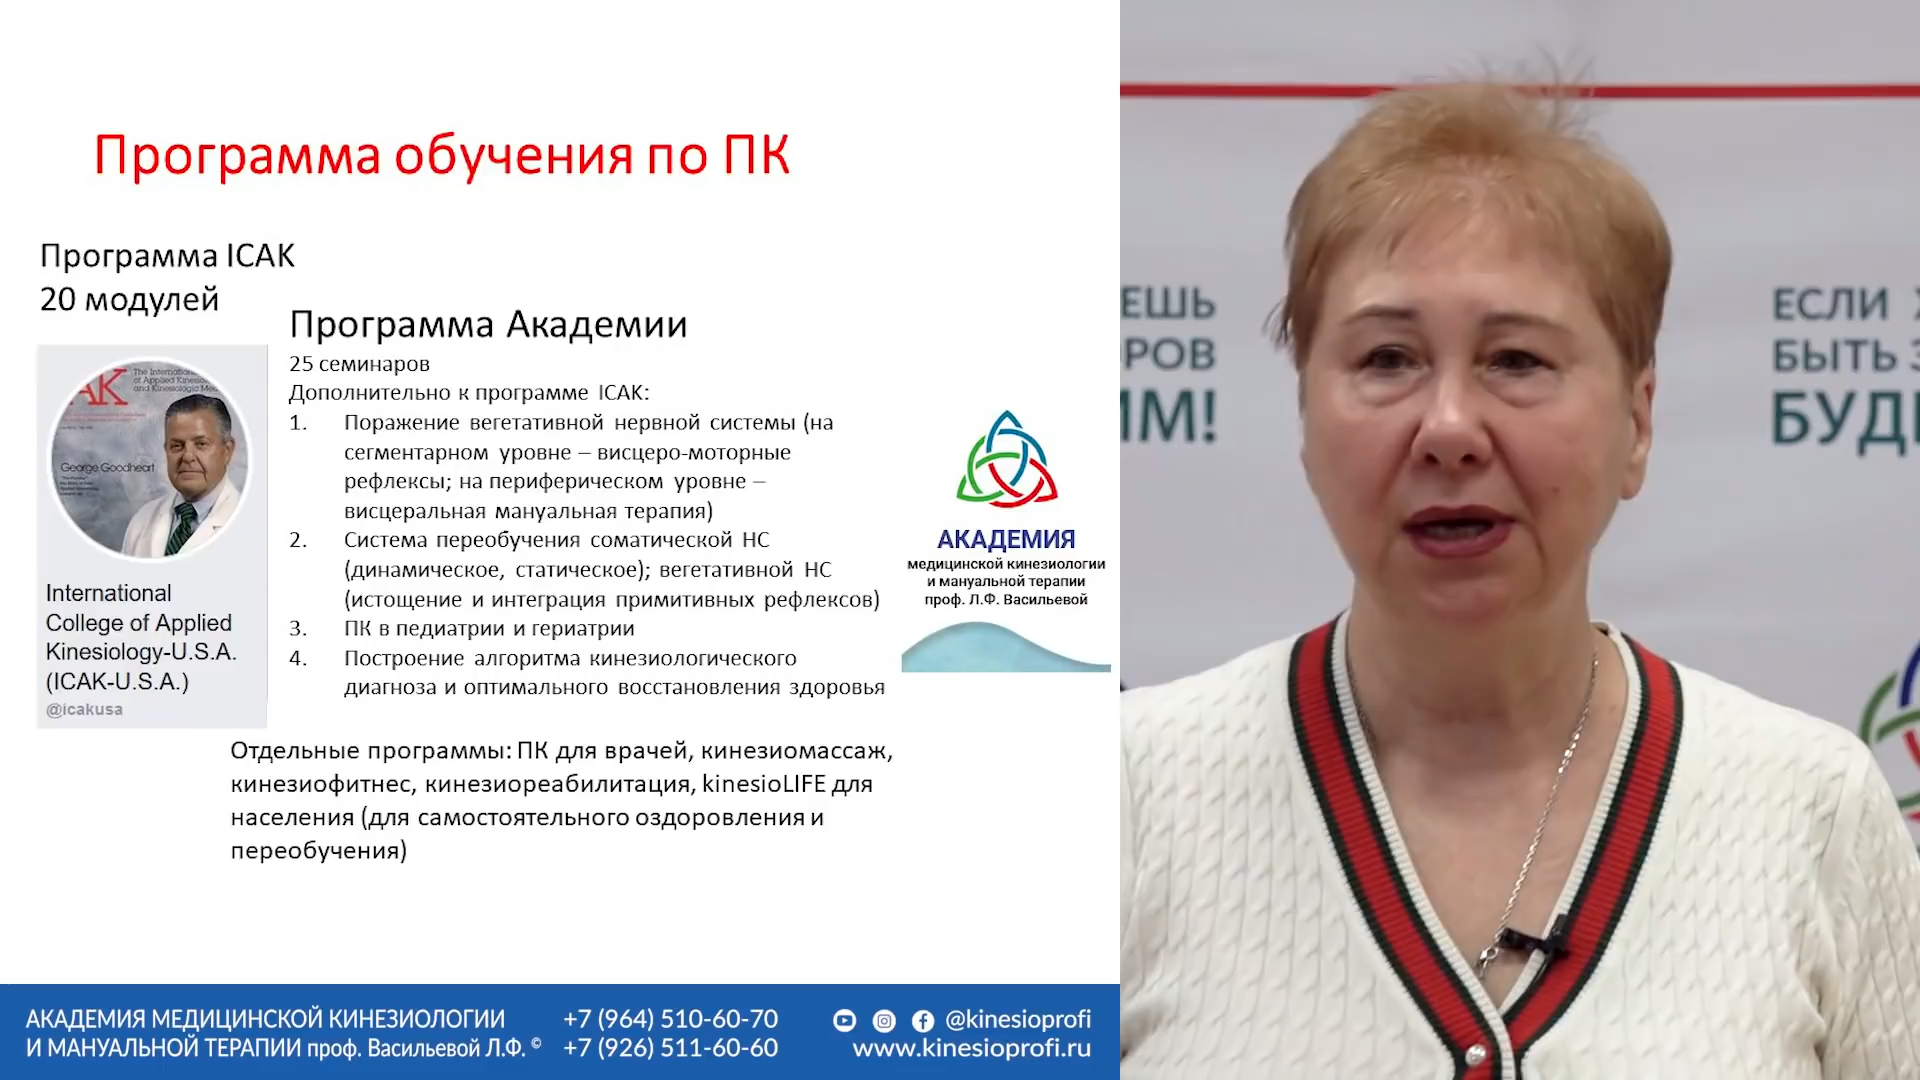 Программа обучения по ПК
Программа ICAK
20 модулей
Программа Академии
25 семинаров
Дополнительно к программе ICAK:
1. Поражение вегетативной нервной системы (на
сегментарном уровне – висцеро-моторные
рефлексы; на периферическом уровне –
висцеральная мануальная терапия)
2. Система переобучения соматической НС
(динамическое, статическое); вегетативной НС
(истощение и интеграция примитивных рефлексов)
3. ПК в педиатрии и гериатрии
4. Построение алгоритма кинезиологического
диагноза и оптимального восстановления здоровья
George Goodheart
International
College of Applied
Kinesiology-U.S.A.
(ICAK-U.S.A.)
@icakusa
АКАДЕМИЯ
медицинской кинезиологии
и мануальной терапии
проф. Л.Ф. Васильевой
Отдельные программы: ПК для врачей, кинезиомассаж,
кинезиофитнес, кинезиореабилитация, kinesioLIFE для
населения (для самостоятельного оздоровления и
переобучения)
АКАДЕМИЯ МЕДИЦИНСКОЙ КИНЕЗИОЛОГИИ
И МАНУАЛЬНОЙ ТЕРАПИИ проф. Васильевой Л.Ф. ©
+7 (964) 510-60-70
+7 (926) 511-60-60
@kinesioprofi
www.kinesioprofi.ru
ЕШЬ
РОВ
ИМ!
ЕСЛИ
БЫТЬ
БУД